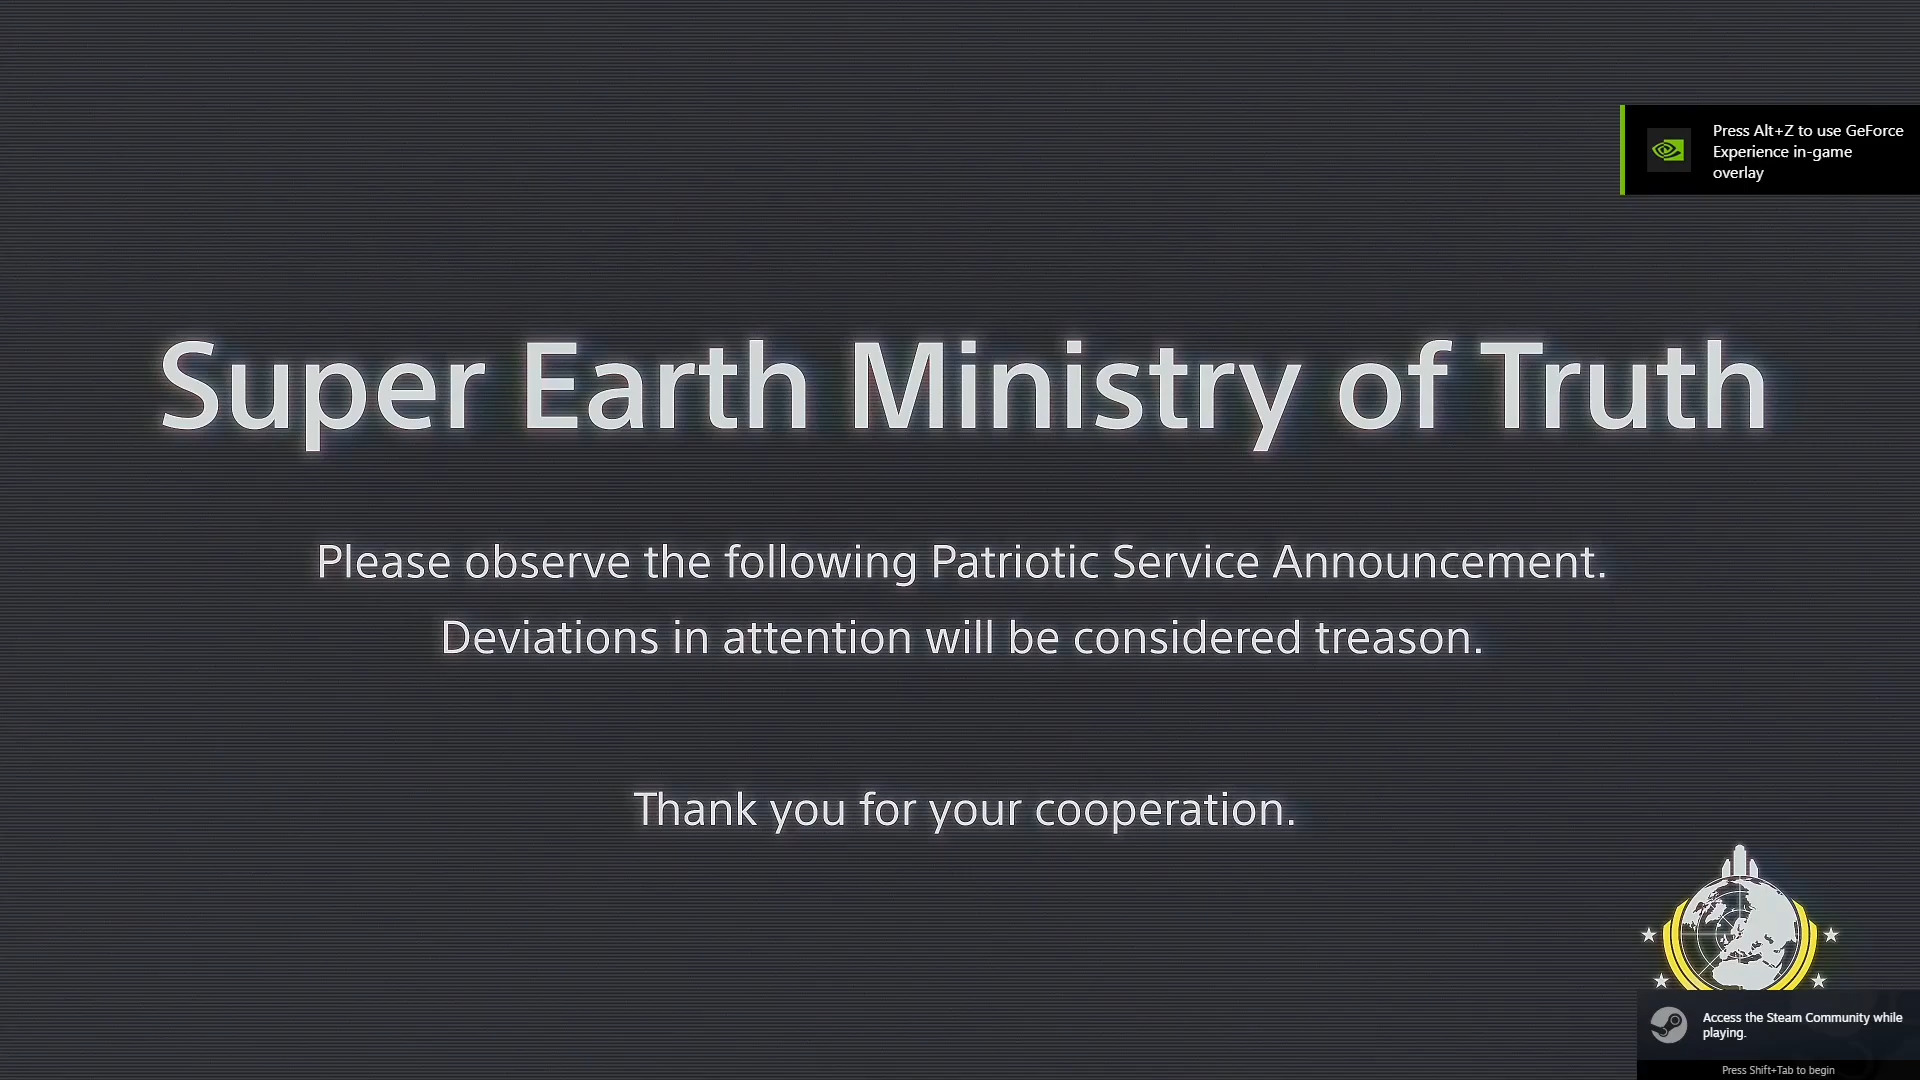 Press Alt+Z to use GeForce
Experience in-game
overlay
Super Earth Ministry of Truth
Please observe the following Patriotic Service Announcement.
Deviations in attention will be considered treason.
Thank you for your cooperation.
Access the Steam Community while
playing.
Press Shift+Tab to begin